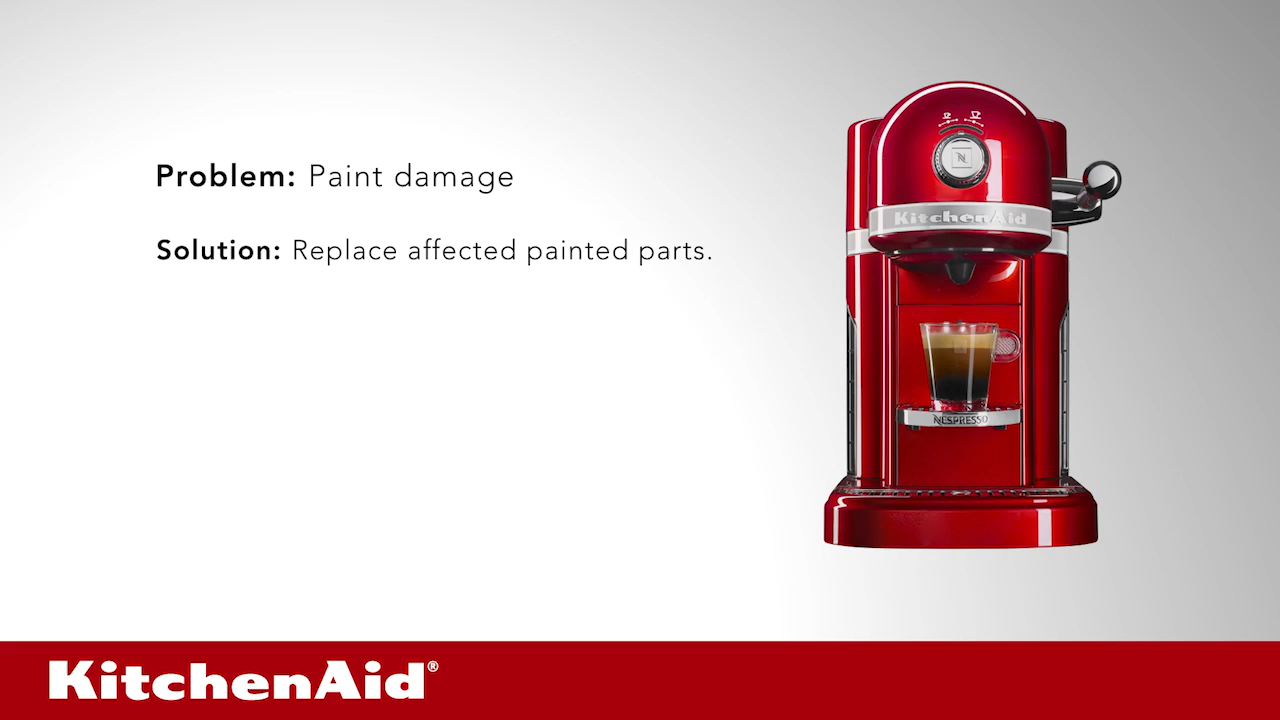 Problem: Paint damage
Solution: Replace affected painted parts.
KitchenAid
NESPRESSO
KitchenAid®